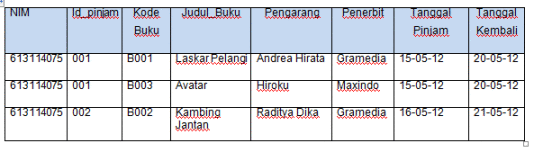 NIM Id_pinjam Kode Buku Judul_Buku Pengarang Penerbit Tanggal Pinjam Tanggal Kembali
613114075 001 B001 Laskar Pelangi Andrea Hirata Gramedia 15-05-12 20-05-12
613114075 001 B003 Avatar Hiroku Maxindo 15-05-12 20-05-12
613114075 002 B002 Kambing Jantan Raditya Dika Gramedia 16-05-12 21-05-12